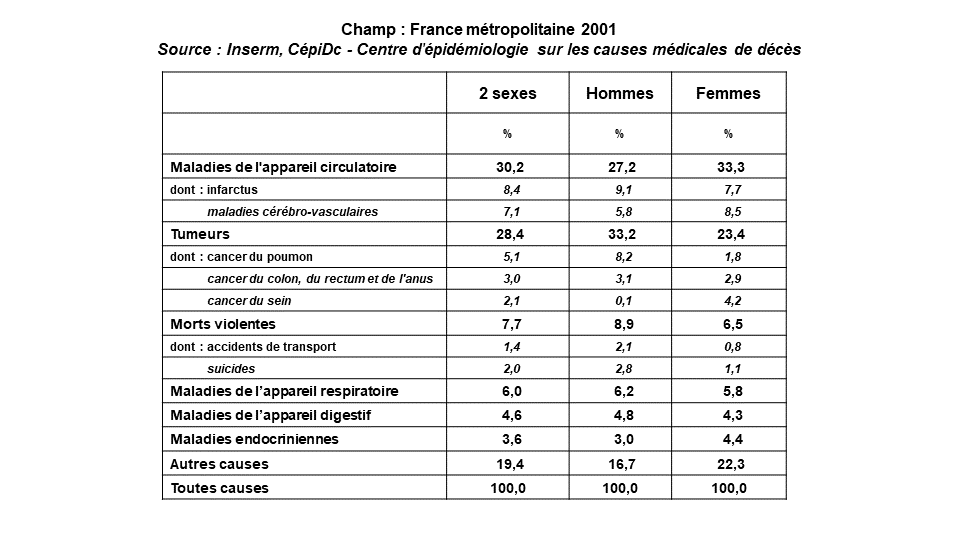 Champ : France métropolitaine 2001
Source : Inserm, CépiDc - Centre d'épidémiologie sur les causes médicales de décès
2 sexes Hommes Femmes
% % %
Maladies de l'appareil circulatoire 30,2 27,2 33,3
dont : infarctus 8,4 9,1 7,7
maladies cérébro-vasculaires 7,1 5,8 8,5
Tumeurs 28,4 33,2 23,4
dont : cancer du poumon 5,1 8,2 1,8
cancer du colon, du rectum et de l'anus 3,0 3,1 2,9
cancer du sein 2,1 0,1 4,2
Morts violentes 7,7 8,9 6,5
dont : accidents de transport 1,4 2,1 0,8
suicides 2,0 2,8 1,1
Maladies de l’appareil respiratoire 6,0 6,2 5,8
Maladies de l’appareil digestif 4,6 4,8 4,3
Maladies endocriniennes 3,6 3,0 4,4
Autres causes 19,4 16,7 22,3
Toutes causes 100,0 100,0 100,0